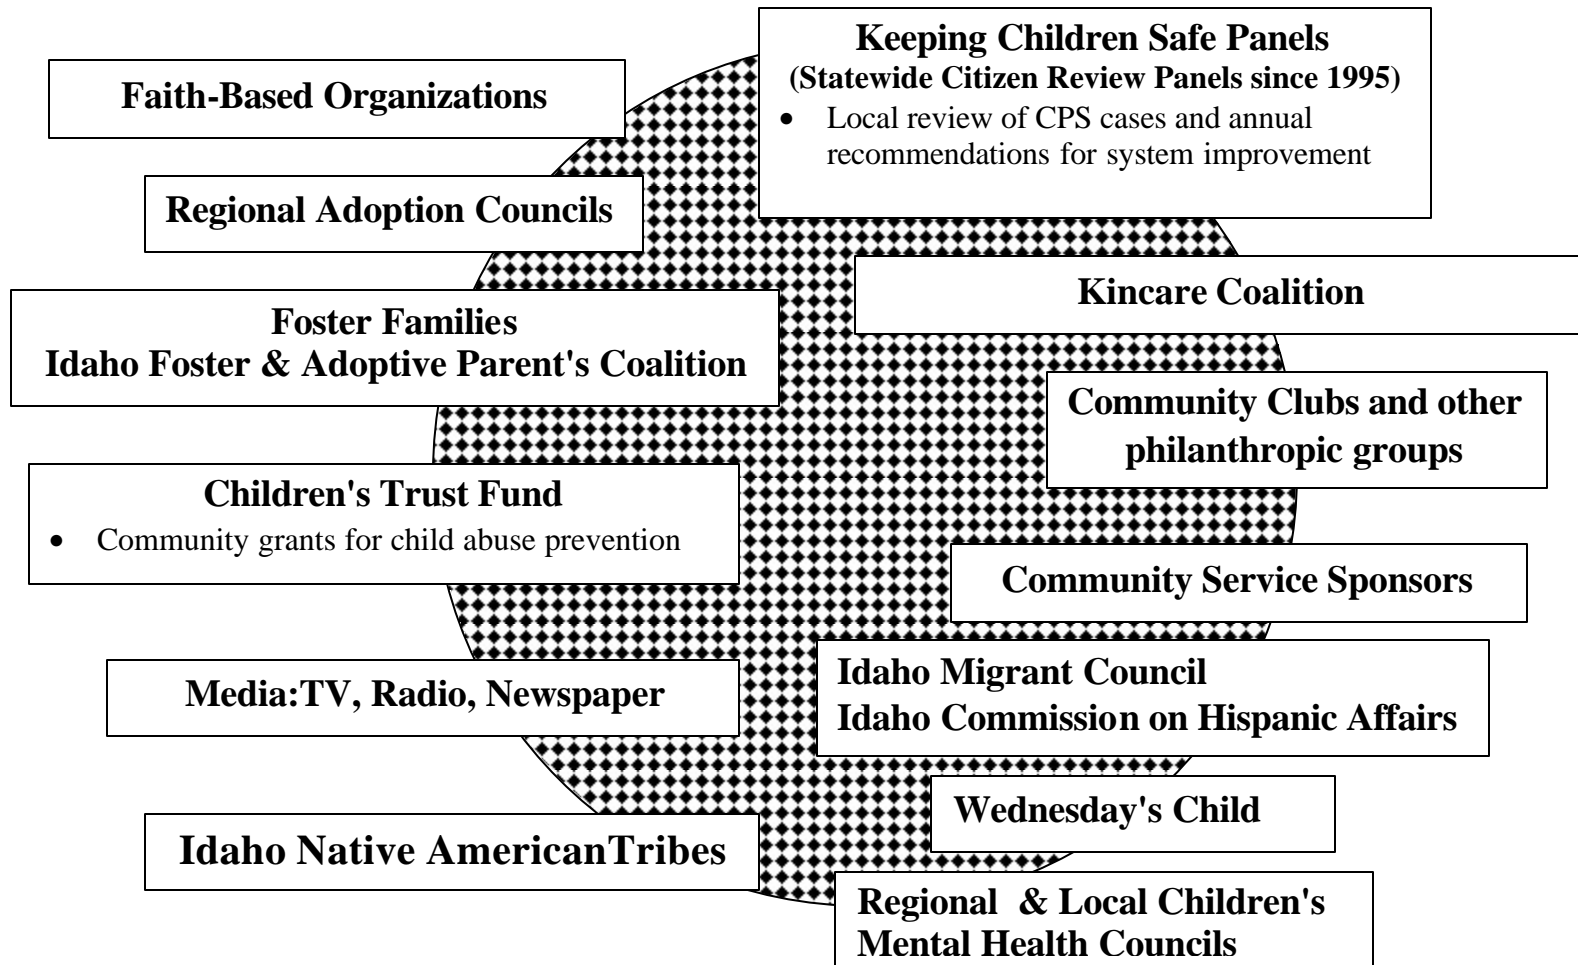 Keeping Children Safe Panels
(Statewide Citizen Review Panels since 1995)
• Local review of CPS cases and annual
recommendations for system improvement
Faith-Based Organizations
Regional Adoption Councils
Kincare Coalition
Foster Families
Idaho Foster & Adoptive Parent's Coalition
Community Clubs and other
philanthropic groups
Children's Trust Fund
• Community grants for child abuse prevention
Community Service Sponsors
Media:TV, Radio, Newspaper
Idaho Migrant Council
Idaho Commission on Hispanic Affairs
Wednesday's Child
Idaho Native AmericanTribes
Regional & Local Children's
Mental Health Councils